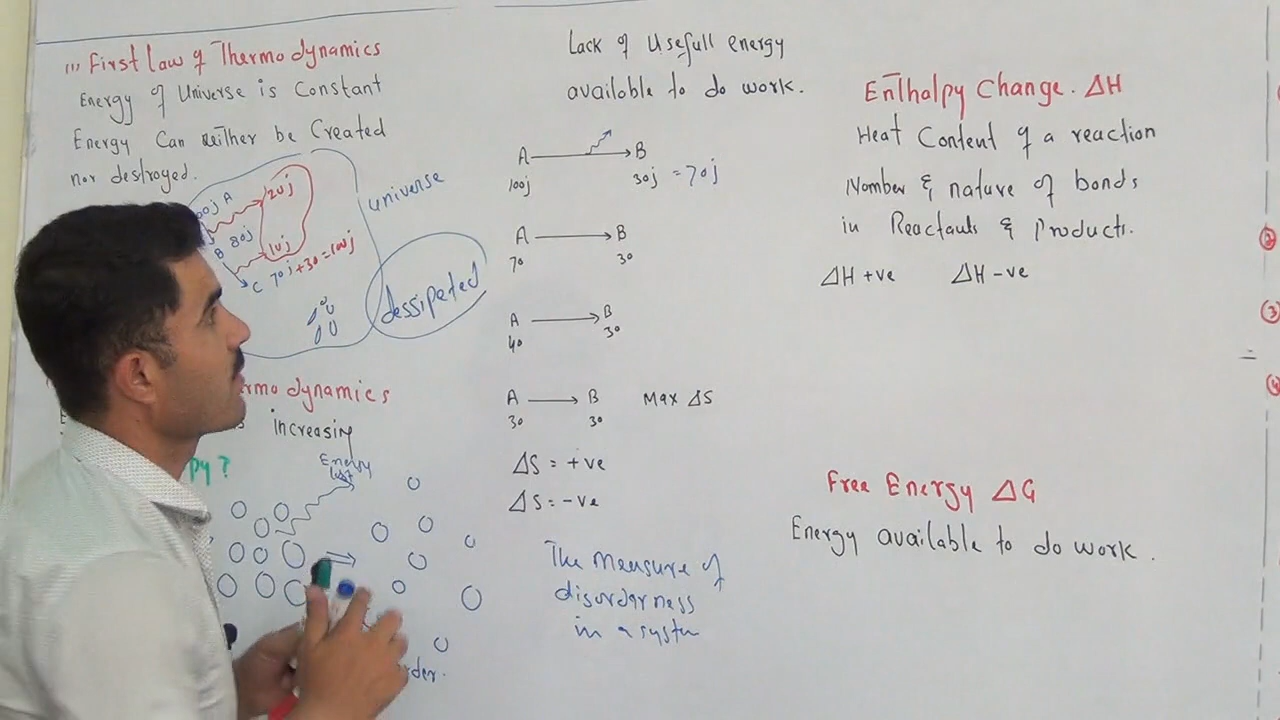 (1) First Law of Thermodynamics
Energy of Universe is Constant
Energy Can neither be Created
nor destroyed.
A
20j
B 80j
10j
C 70j+30=100j
universe
dessipated
increasing
Energy
lost
Lack of Usefull energy
available to do work.
A B
100j 30j = 70j
A B
70 30
A B
40 30
A B Max ΔS
30 30
ΔS = +ve
ΔS = -ve
The Measure of
disorderness
in a system
Enthalpy Change. ΔH
Heat Content of a reaction
Number & nature of bonds
in Reactants & Products.
ΔH +ve ΔH -ve
Free Energy ΔG
Energy available to do work.
2
3
4